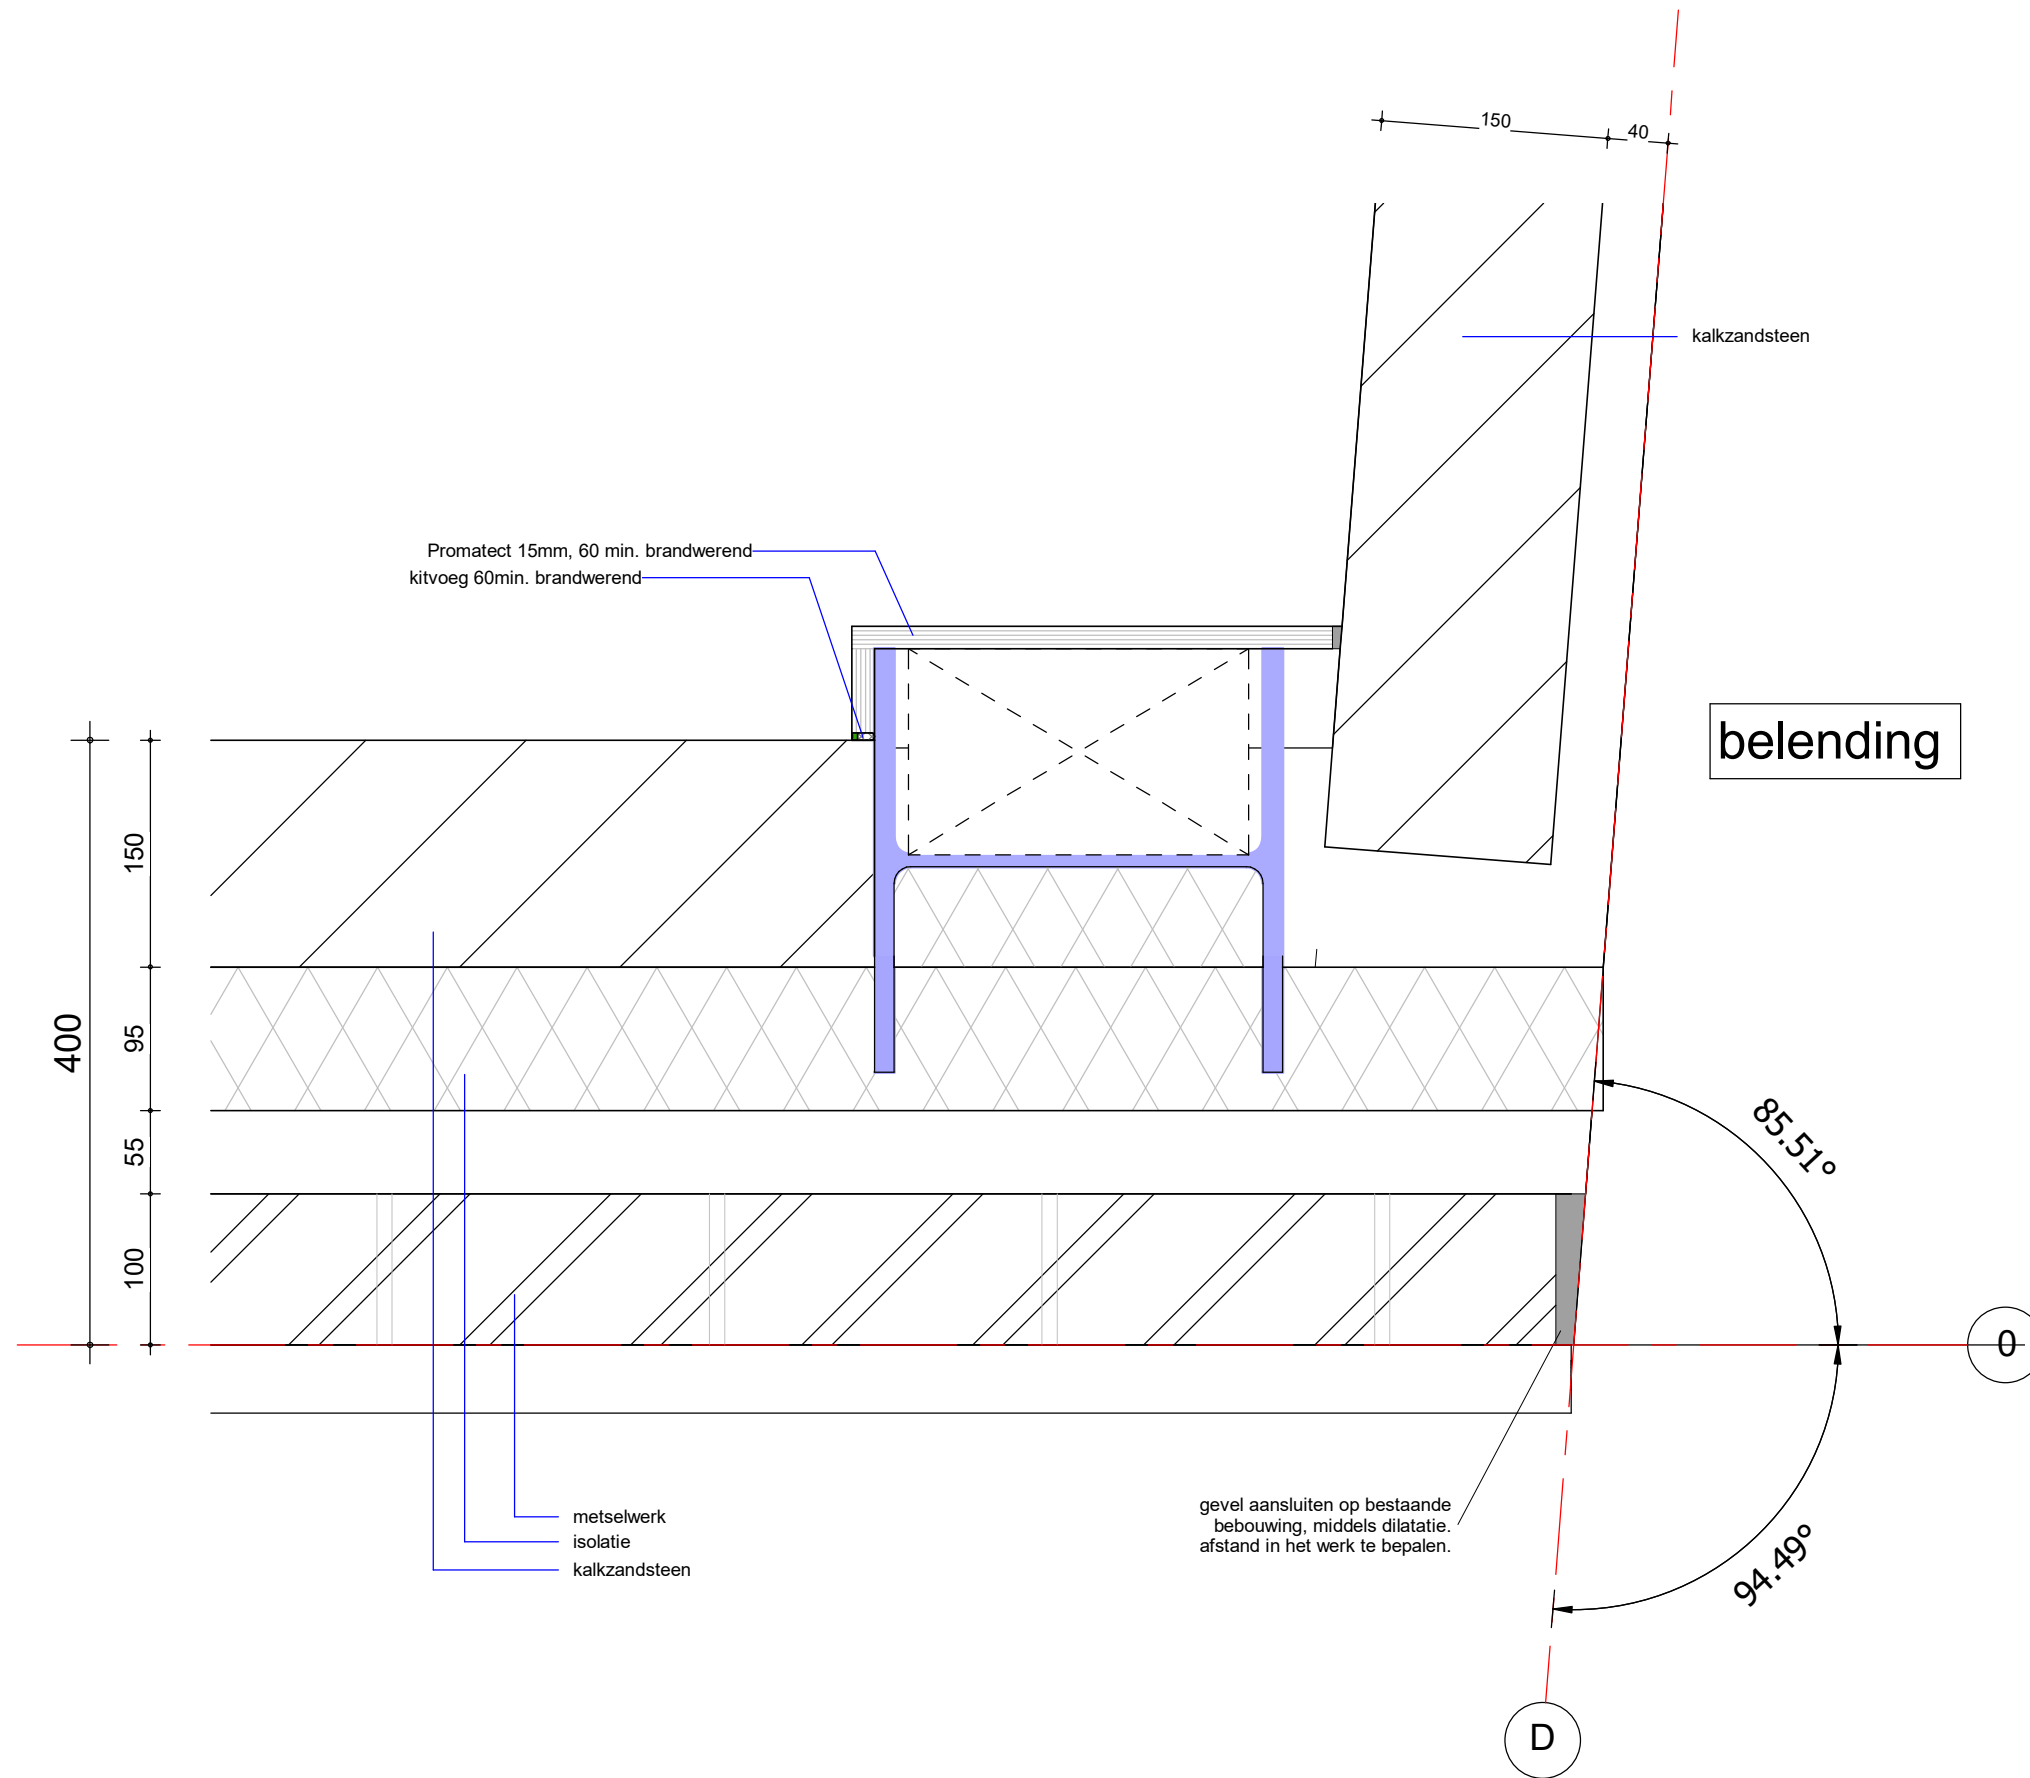 150
40
kalkzandsteen
Promatect 15mm, 60 min. brandwerend
kitvoeg 60min. brandwerend
belending
150
400
95
55
100
85.51°
0
metselwerk
isolatie
kalkzandsteen
gevel aansluiten op bestaande
bebouwing, middels dilatatie.
afstand in het werk te bepalen.
94.49°
D